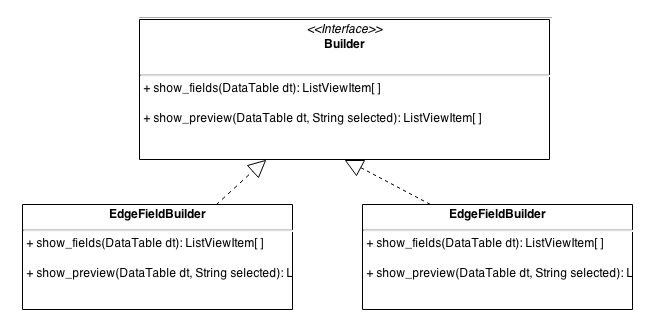 <<Interface>>
Builder
+ show_fields(DataTable dt): ListViewItem[ ]
+ show_preview(DataTable dt, String selected): ListViewItem[ ]
EdgeFieldBuilder
+ show_fields(DataTable dt): ListViewItem[ ]
+ show_preview(DataTable dt, String selected): L
EdgeFieldBuilder
+ show_fields(DataTable dt): ListViewItem[ ]
+ show_preview(DataTable dt, String selected): L